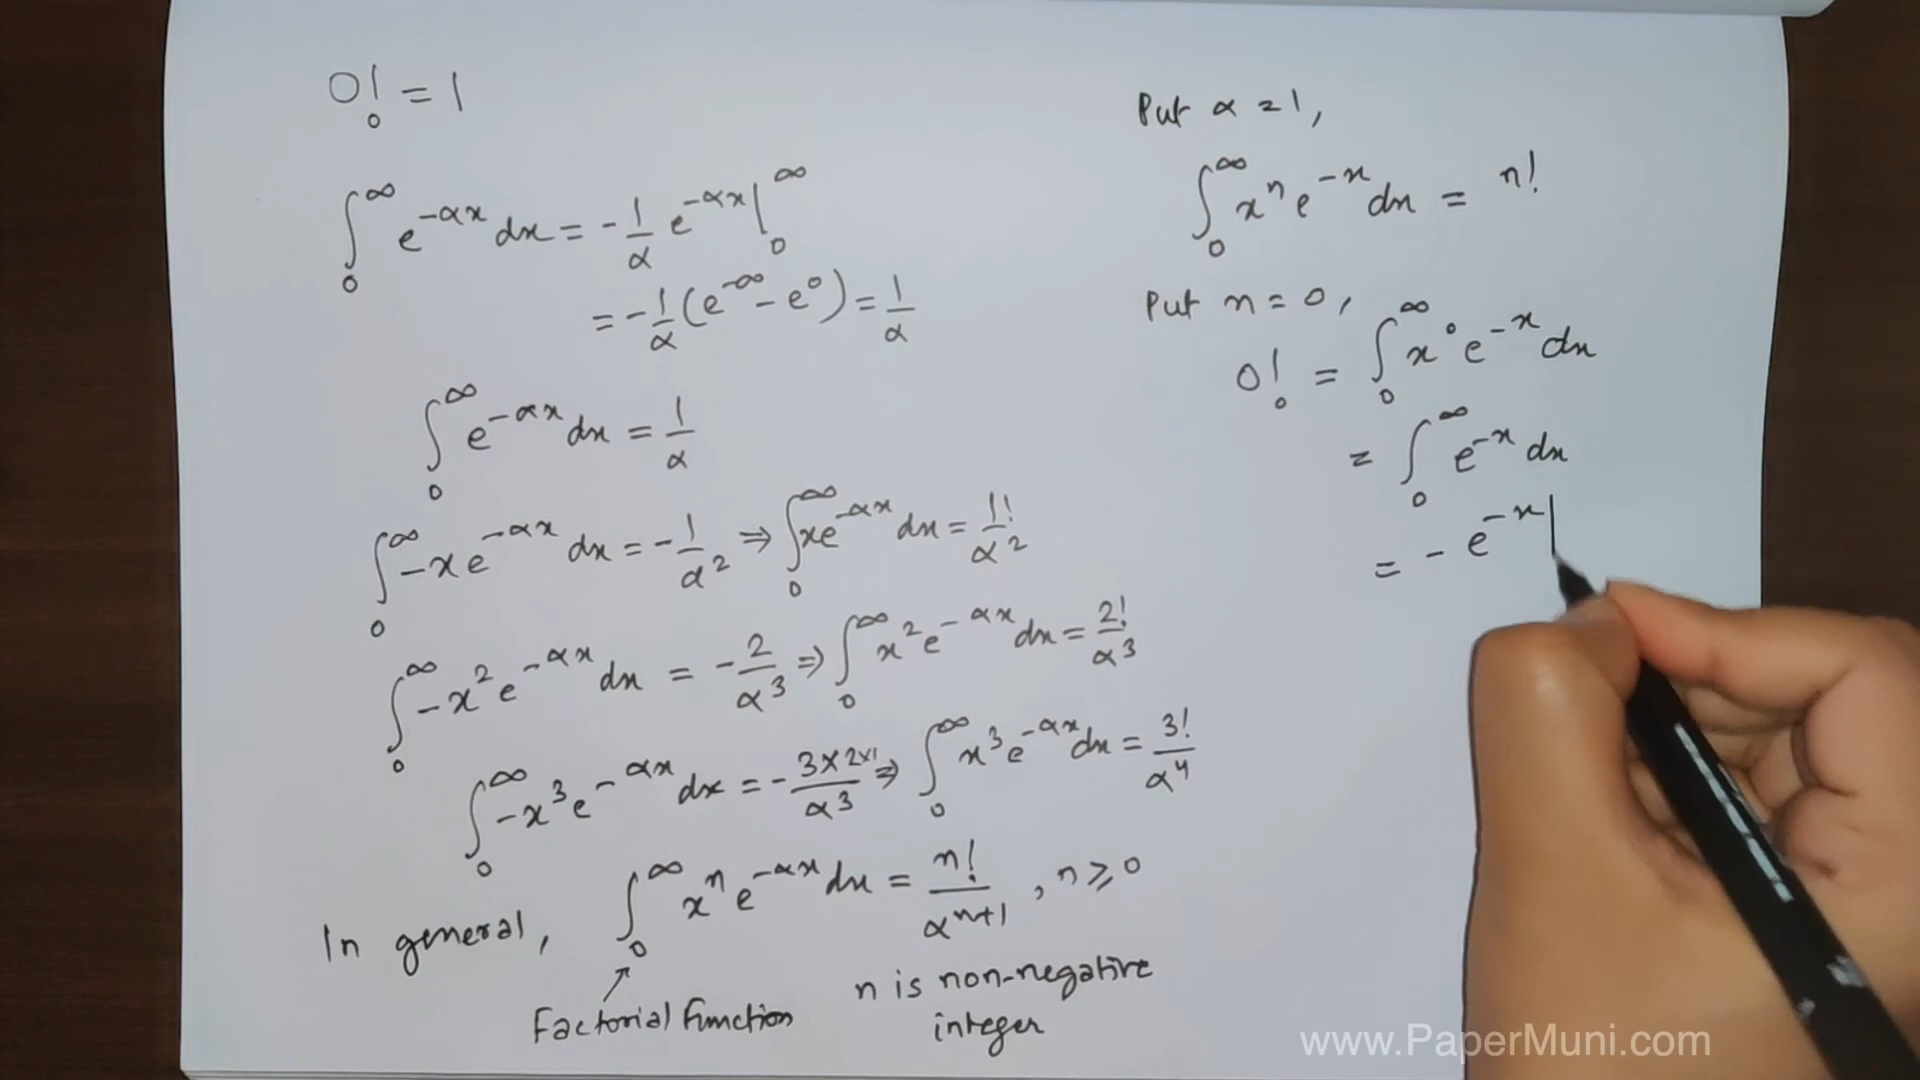 0! = 1
∫₀^∞ e^{-αx} dx = -1/α e^{-αx} |₀^∞
= -1/α (e^{-∞} - e^0) = 1/α
∫₀^∞ e^{-αx} dx = 1/α
∫₀^∞ -x e^{-αx} dx = -1/α² ⇒ ∫₀^∞ x e^{-αx} dx = 1!/α²
∫₀^∞ -x² e^{-αx} dx = -2/α³ ⇒ ∫₀^∞ x² e^{-αx} dx = 2!/α³
∫₀^∞ -x³ e^{-αx} dx = -3×2×1/α³ ⇒ ∫₀^∞ x³ e^{-αx} dx = 3!/α⁴
In general, ∫₀^∞ xⁿ e^{-αx} dx = n!/α^{n+1}, n ≥ 0
Factorial Function
n is non-negative
integer
Put α = 1,
∫₀^∞ xⁿ e^{-x} dx = n!
Put n = 0,
0! = ∫₀^∞ x⁰ e^{-x} dx
= ∫₀^∞ e^{-x} dx
= - e^{-x} |
www.PaperMuni.com